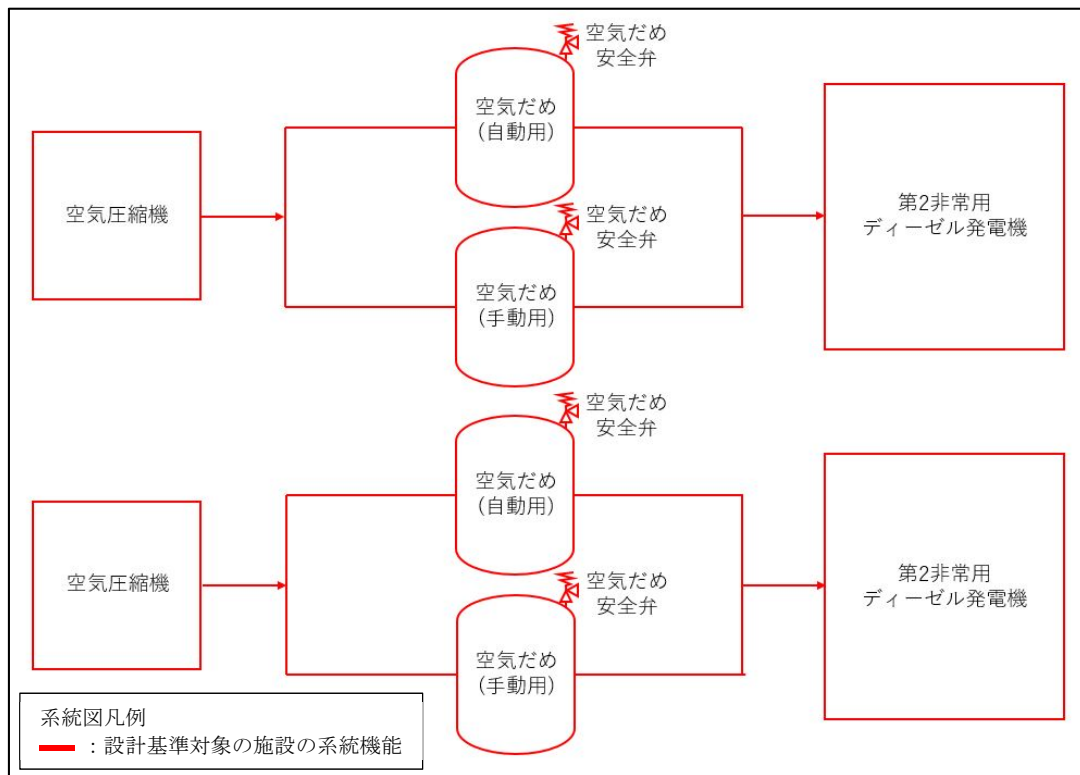 空気だめ
安全弁
空気だめ
(自動用)
空気圧縮機
空気だめ
安全弁
空気だめ
(手動用)
第2非常用
ディーゼル発電機
空気だめ
安全弁
空気だめ
(自動用)
空気圧縮機
空気だめ
安全弁
空気だめ
(手動用)
第2非常用
ディーゼル発電機
系統図凡例
：設計基準対象の施設の系統機能